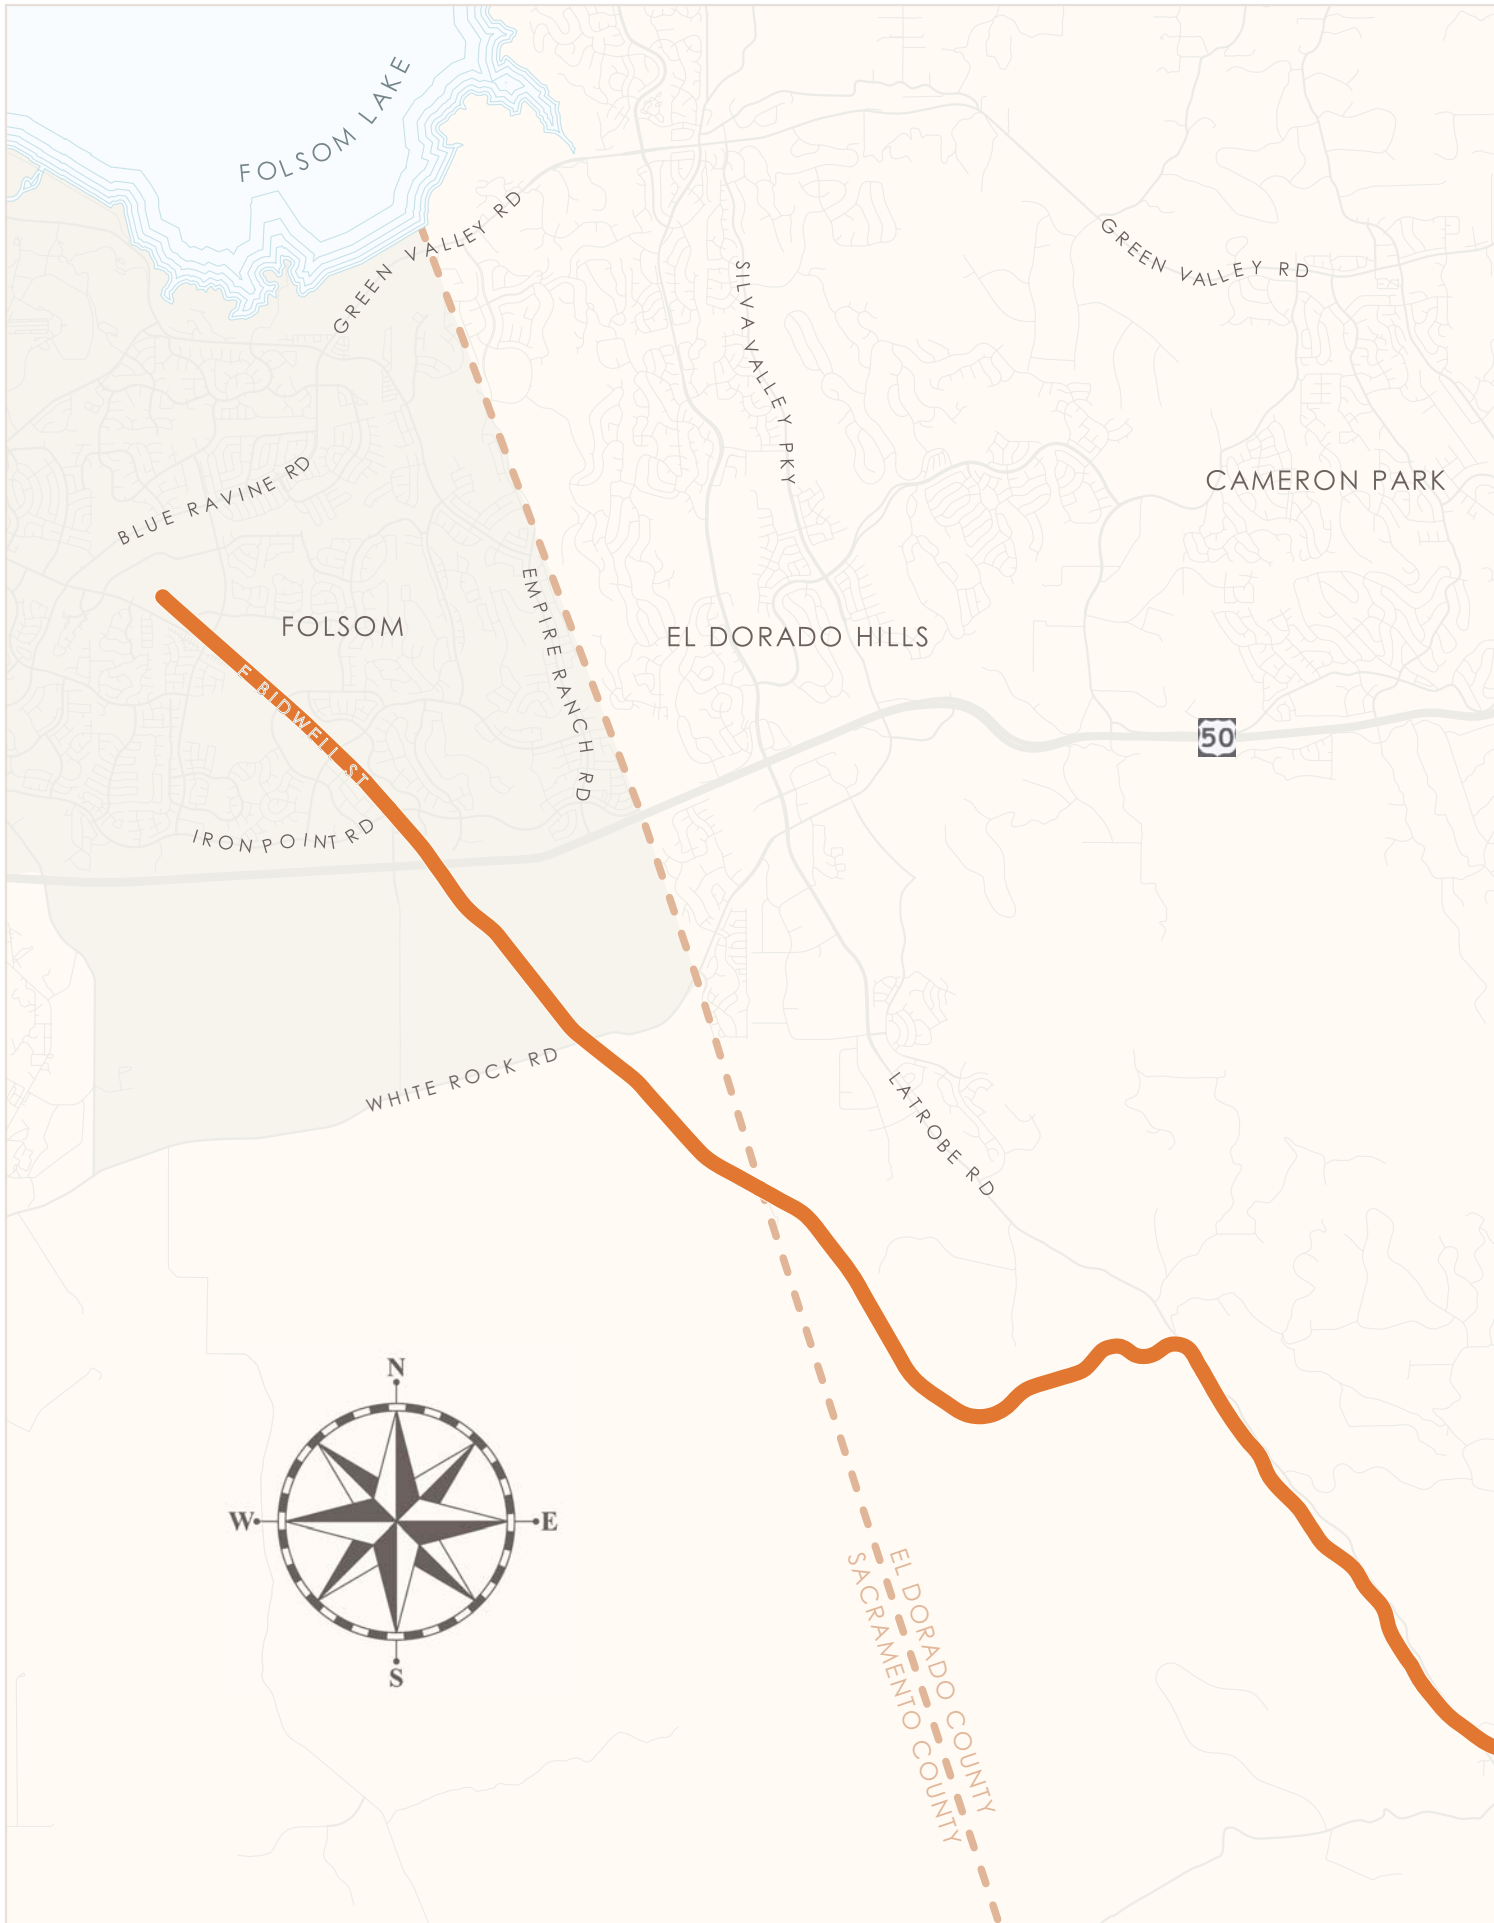 FOLSOM LAKE
GREEN VALLEY RD
GREEN VALLEY RD
SILVA VALLEY PKY
CAMERON PARK
BLUE RAVINE RD
FOLSOM
EMPIRE RANCH RD
EL DORADO HILLS
E BIDWELL ST
50
IRON POINT RD
WHITE ROCK RD
LATROBE RD
N
W
E
S
EL DORADO COUNTY
SACRAMENTO COUNTY